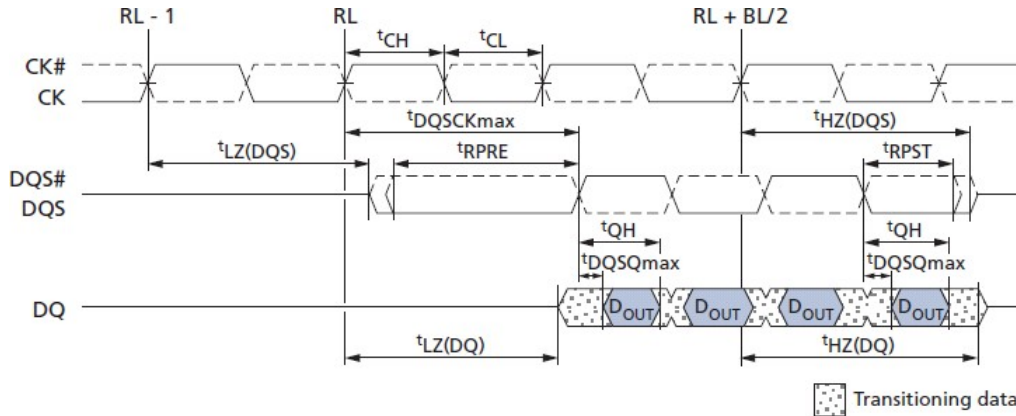 RL - 1 RL RL + BL/2
tCH tCL
CK#
CK
tDQSCKmax tHZ(DQS)
tLZ(DQS) tRPRE tRPST
DQS#
DQS
tQH tQH
tDQSQmax tDQSQmax
DQ DOUT DOUT DOUT DOUT
tLZ(DQ) tHZ(DQ)
Transitioning data